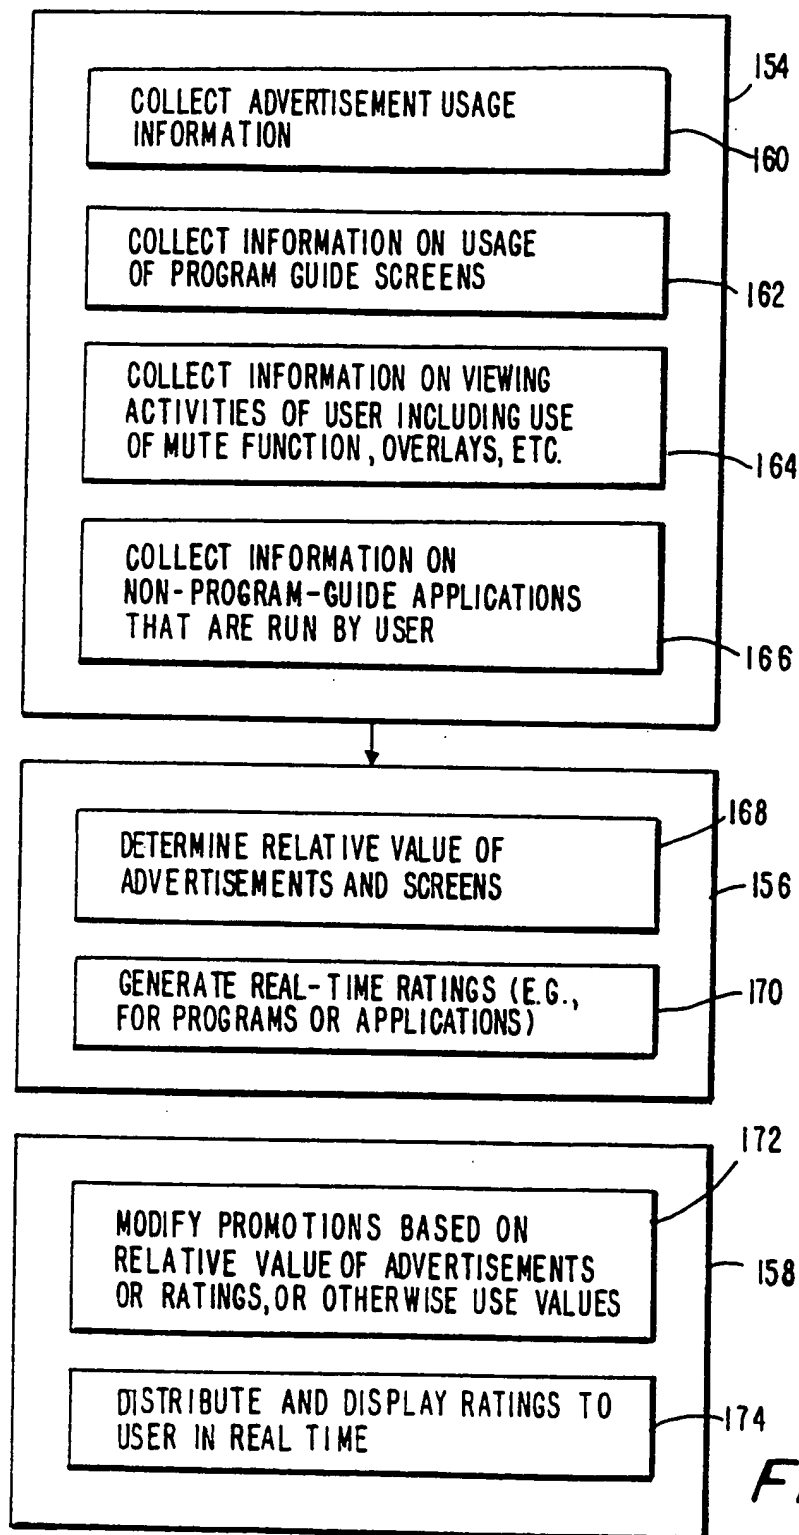 154
COLLECT ADVERTISEMENT USAGE
INFORMATION
160
COLLECT INFORMATION ON USAGE
OF PROGRAM GUIDE SCREENS
162
COLLECT INFORMATION ON VIEWING
ACTIVITIES OF USER INCLUDING USE
OF MUTE FUNCTION, OVERLAYS, ETC.
164
COLLECT INFORMATION ON
NON-PROGRAM-GUIDE APPLICATIONS
THAT ARE RUN BY USER
166
168
DETERMINE RELATIVE VALUE OF
ADVERTISEMENTS AND SCREENS
156
GENERATE REAL-TIME RATINGS (E.G.,
FOR PROGRAMS OR APPLICATIONS)
170
172
MODIFY PROMOTIONS BASED ON
RELATIVE VALUE OF ADVERTISEMENTS
OR RATINGS, OR OTHERWISE USE VALUES
158
DISTRIBUTE AND DISPLAY RATINGS TO
USER IN REAL TIME
174